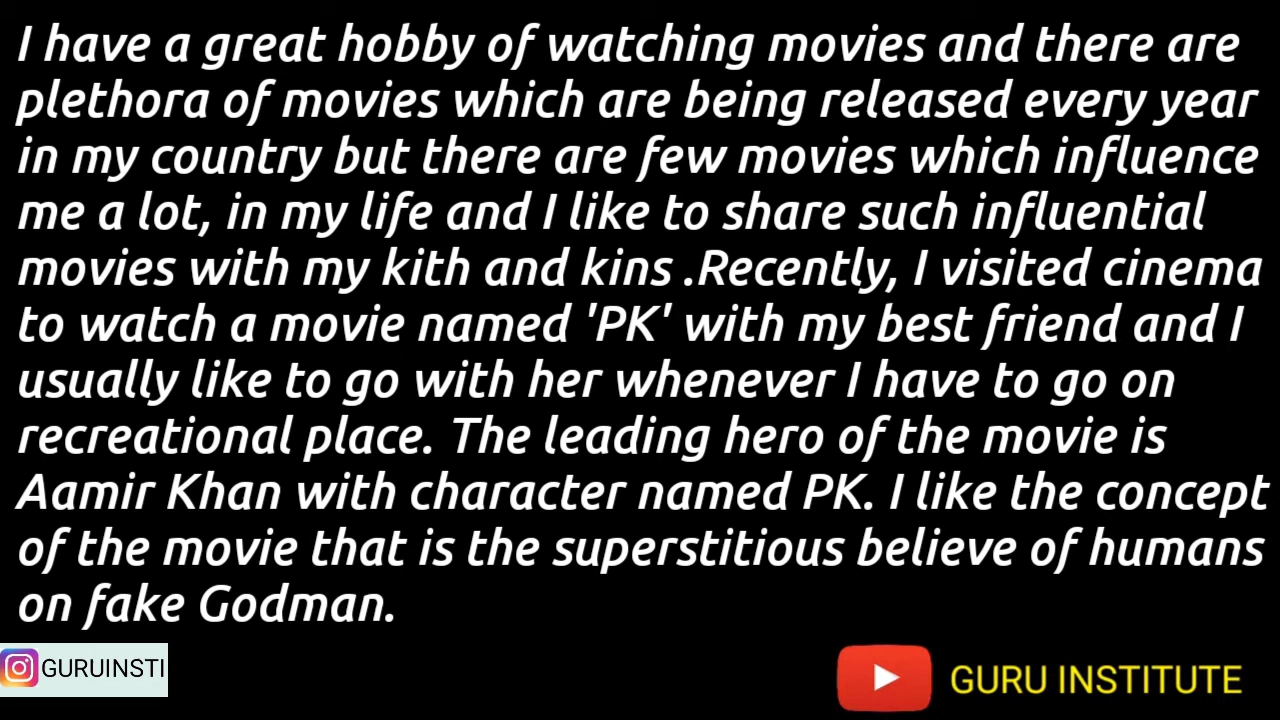 I have a great hobby of watching movies and there are
plethora of movies which are being released every year
in my country but there are few movies which influence
me a lot, in my life and I like to share such influential
movies with my kith and kins .Recently, I visited cinema
to watch a movie named 'PK' with my best friend and I
usually like to go with her whenever I have to go on
recreational place. The leading hero of the movie is
Aamir Khan with character named PK. I like the concept
of the movie that is the superstitious believe of humans
on fake Godman.
GURUINSTI
GURU INSTITUTE